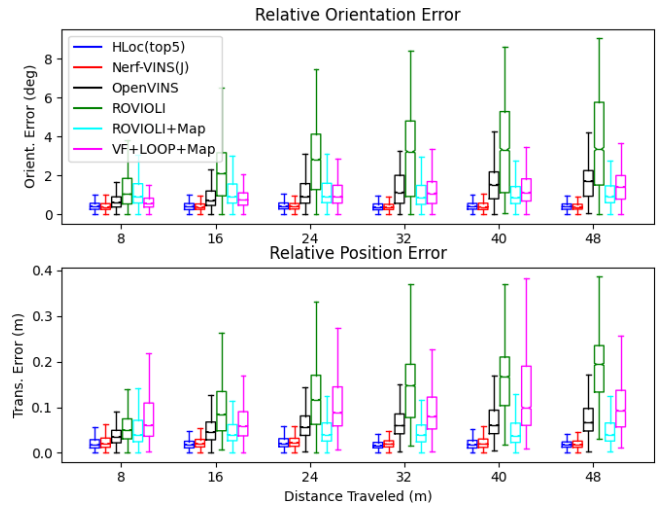 Relative Orientation Error
Orient. Error (deg)
8
6
4
2
0
HLoc(top5)
Nerf-VINS(J)
OpenVINS
ROVIOLI
ROVIOLI+Map
VF+LOOP+Map
8 16 24 32 40 48
Relative Position Error
Trans. Error (m)
0.4
0.3
0.2
0.1
0.0
8 16 24 32 40 48
Distance Traveled (m)